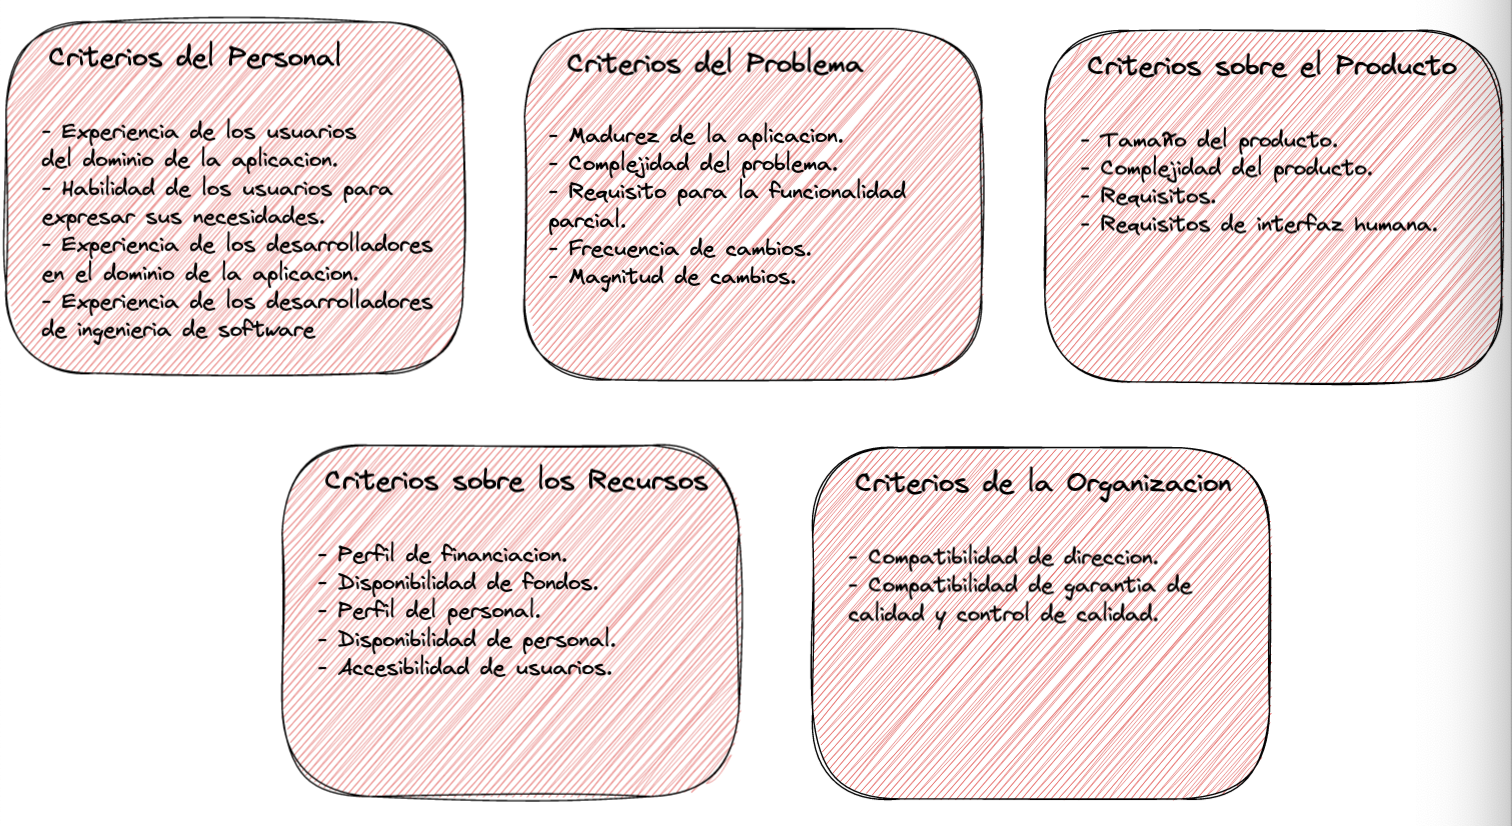 Criterios del Personal
- Experiencia de los usuarios
del dominio de la aplicacion.
- Habilidad de los usuarios para
expresar sus necesidades.
- Experiencia de los desarrolladores
en el dominio de la aplicacion.
- Experiencia de los desarrolladores
de ingenieria de software
Criterios del Problema
- Madurez de la aplicacion.
- Complejidad del problema.
- Requisito para la funcionalidad
parcial.
- Frecuencia de cambios.
- Magnitud de cambios.
Criterios sobre el Producto
- Tamaño del producto.
- Complejidad del producto.
- Requisitos.
- Requisitos de interfaz humana.
Criterios sobre los Recursos
- Perfil de financiacion.
- Disponibilidad de fondos.
- Perfil del personal.
- Disponibilidad de personal.
- Accesibilidad de usuarios.
Criterios de la Organizacion
- Compatibilidad de direccion.
- Compatibilidad de garantia de
calidad y control de calidad.